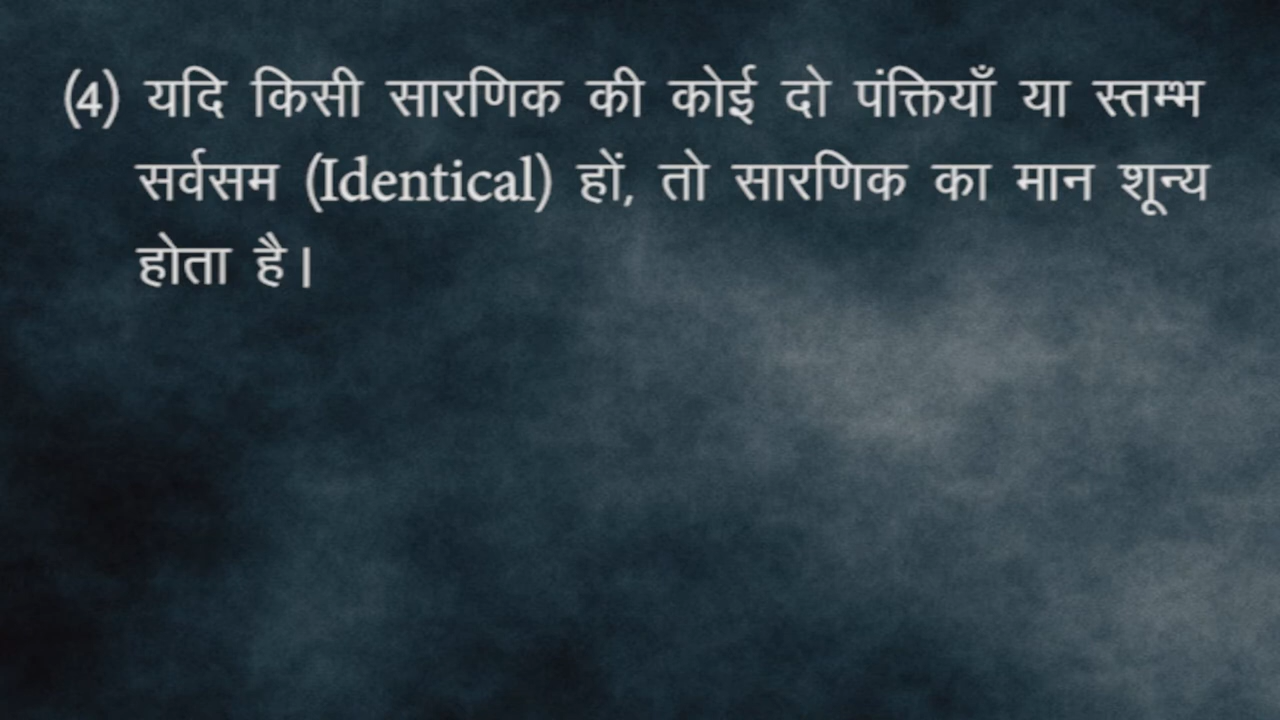 (4) यदि किसी सारणिक की कोई दो पंक्तियाँ या स्तम्भ
सर्वसम (Identical) हों, तो सारणिक का मान शून्य
होता है।